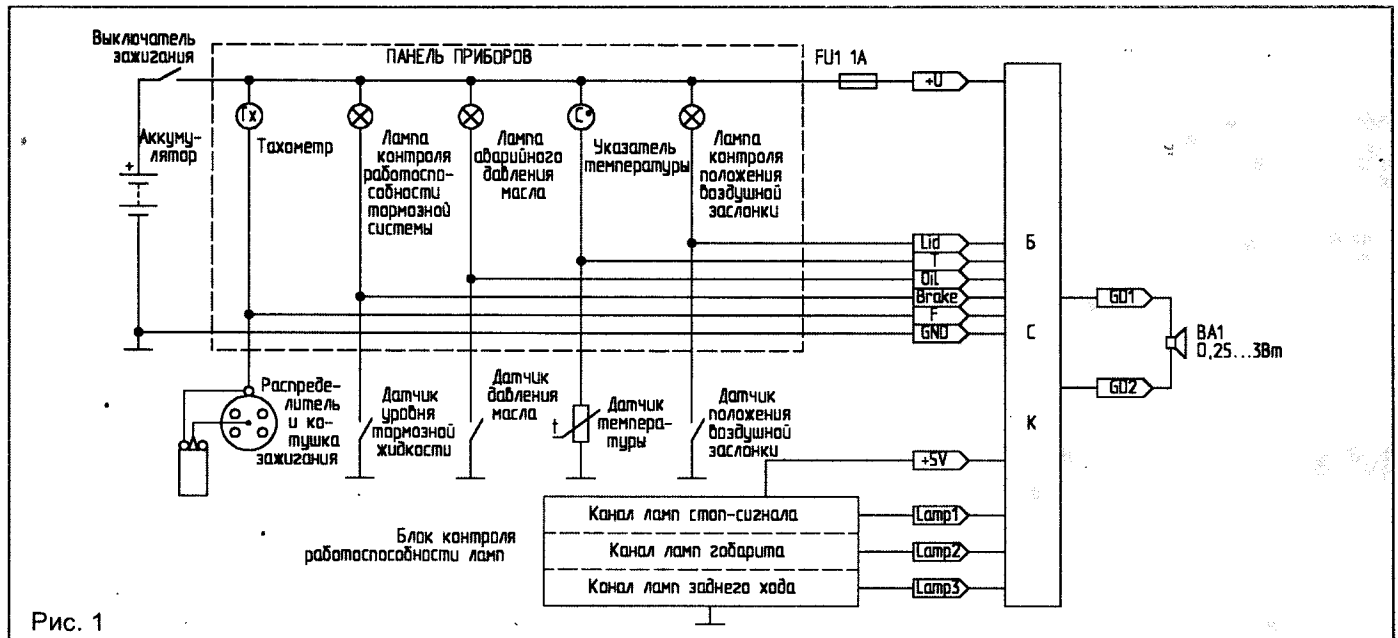 Выключатель
зажигания
ПАНЕЛЬ ПРИБОРОВ
FU1 1A
+U
Тх
C°
Аккуму-
лятор
+
Тахометр
Лампа
контроля
работоспо-
собности
тормозной
системы
Лампа
аварийного
давления
масла
Указатель
температуры
Лампа
контроля
положения
воздушной
заслонки
Lid
T
Oil
Brake
F
GND
Б
С
К
GD1
GD2
BA1
0,25...3Вт
Распреде-
литель
и ка-
тушка
зажигания
Датчик
уровня
тормозной
жидкости
Датчик
давления
масла
t
Датчик
темпера-
туры
Датчик
положения
воздушной
заслонки
+5V
Блок контроля
работоспособности ламп
Канал ламп стоп-сигнала
Lamp1
Канал ламп габарита
Lamp2
Канал ламп заднего хода
Lamp3
Рис. 1